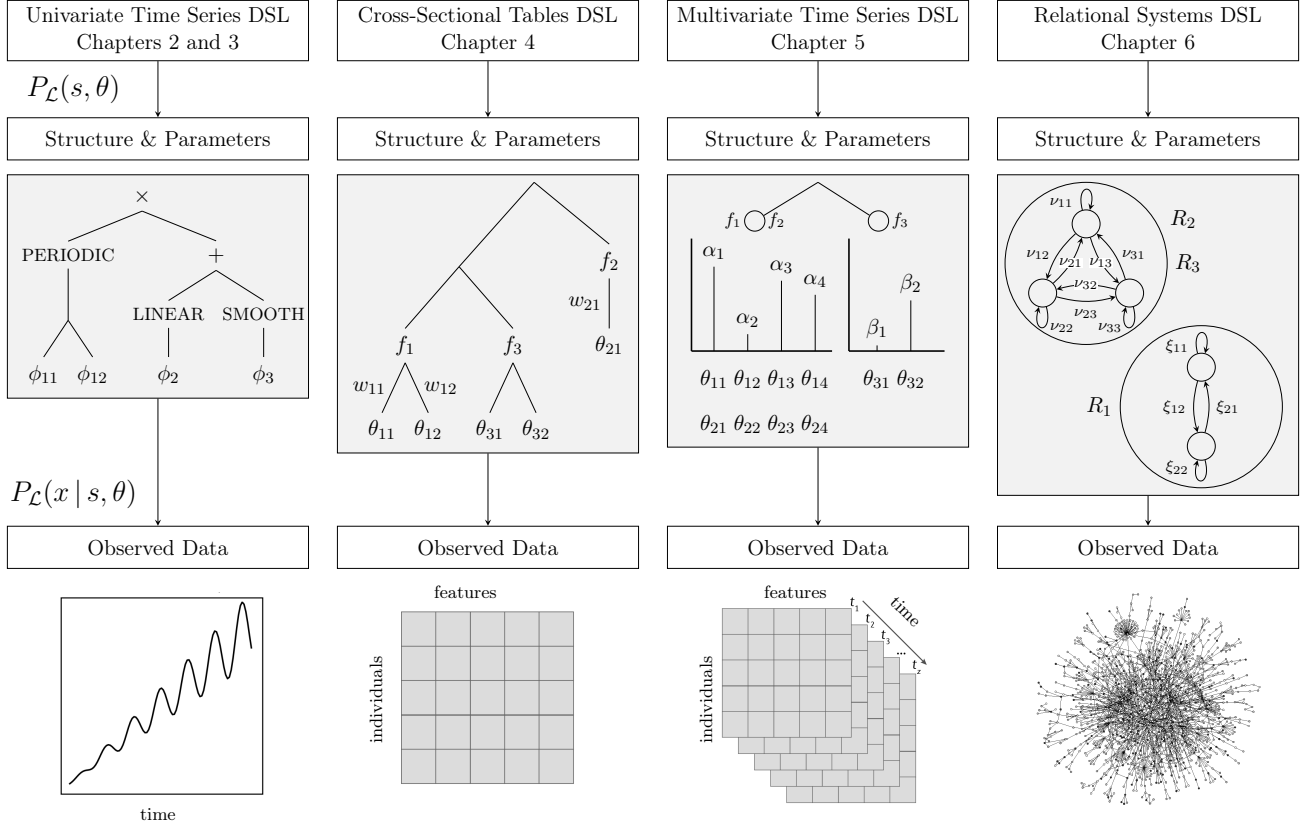 Univariate Time Series DSL
Chapters 2 and 3
Cross-Sectional Tables DSL
Chapter 4
Multivariate Time Series DSL
Chapter 5
Relational Systems DSL
Chapter 6
P_ℒ(s, θ)
Structure & Parameters
Structure & Parameters
Structure & Parameters
Structure & Parameters
×
PERIODIC
+
LINEAR
SMOOTH
ϕ₁₁
ϕ₁₂
ϕ₂
ϕ₃
f₂
w₂₁
θ₂₁
f₁
f₃
w₁₁
w₁₂
θ₁₁
θ₁₂
θ₃₁
θ₃₂
f₁
f₂
f₃
α₁
α₂
α₃
α₄
β₁
β₂
θ₁₁ θ₁₂ θ₁₃ θ₁₄
θ₃₁ θ₃₂
θ₂₁ θ₂₂ θ₂₃ θ₂₄
ν₁₁
R₂
ν₁₂
ν₂₁
ν₁₃
ν₃₁
R₃
ν₃₂
ν₂₃
ν₂₂
ν₃₃
ξ₁₁
R₁
ξ₁₂
ξ₂₁
ξ₂₂
P_ℒ(x | s, θ)
Observed Data
Observed Data
Observed Data
Observed Data
time
features
individuals
features
individuals
t₁
t₂
t₃
...
t_z
time